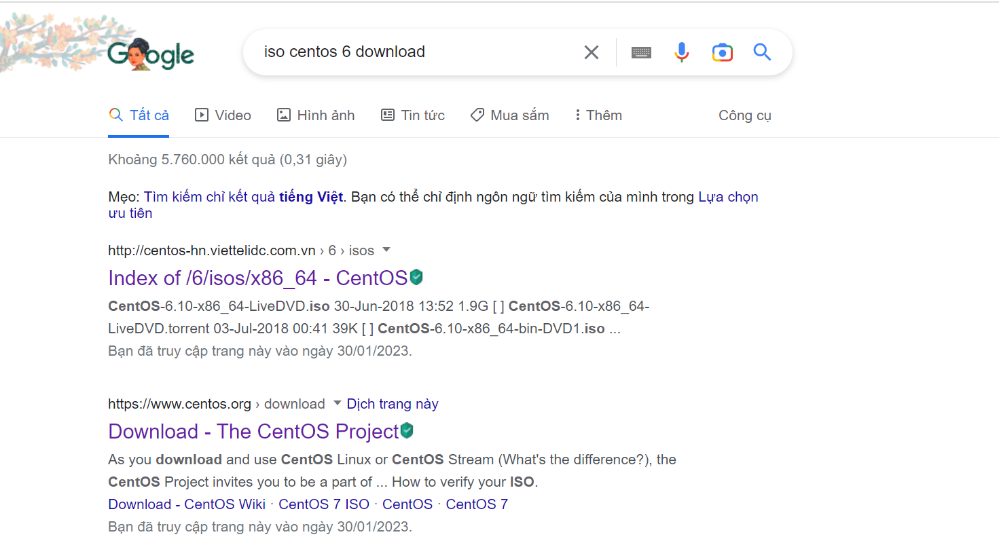 Google
iso centos 6 download
Tất cả Video Hình ảnh Tin tức Mua sắm Thêm Công cụ
Khoảng 5.760.000 kết quả (0,31 giây)
Mẹo: Tìm kiếm chỉ kết quả tiếng Việt. Bạn có thể chỉ định ngôn ngữ tìm kiếm của mình trong Lựa chọn
ưu tiên
http://centos-hn.viettelidc.com.vn › 6 › isos
Index of /6/isos/x86_64 - CentOS
CentOS-6.10-x86_64-LiveDVD.iso 30-Jun-2018 13:52 1.9G [ ] CentOS-6.10-x86_64-
LiveDVD.torrent 03-Jul-2018 00:41 39K [ ] CentOS-6.10-x86_64-bin-DVD1.iso ...
Bạn đã truy cập trang này vào ngày 30/01/2023.
https://www.centos.org › download Dịch trang này
Download - The CentOS Project
As you download and use CentOS Linux or CentOS Stream (What's the difference?), the
CentOS Project invites you to be a part of ... How to verify your ISO.
Download - CentOS Wiki · CentOS 7 ISO · CentOS · CentOS 7
Bạn đã truy cập trang này vào ngày 30/01/2023.